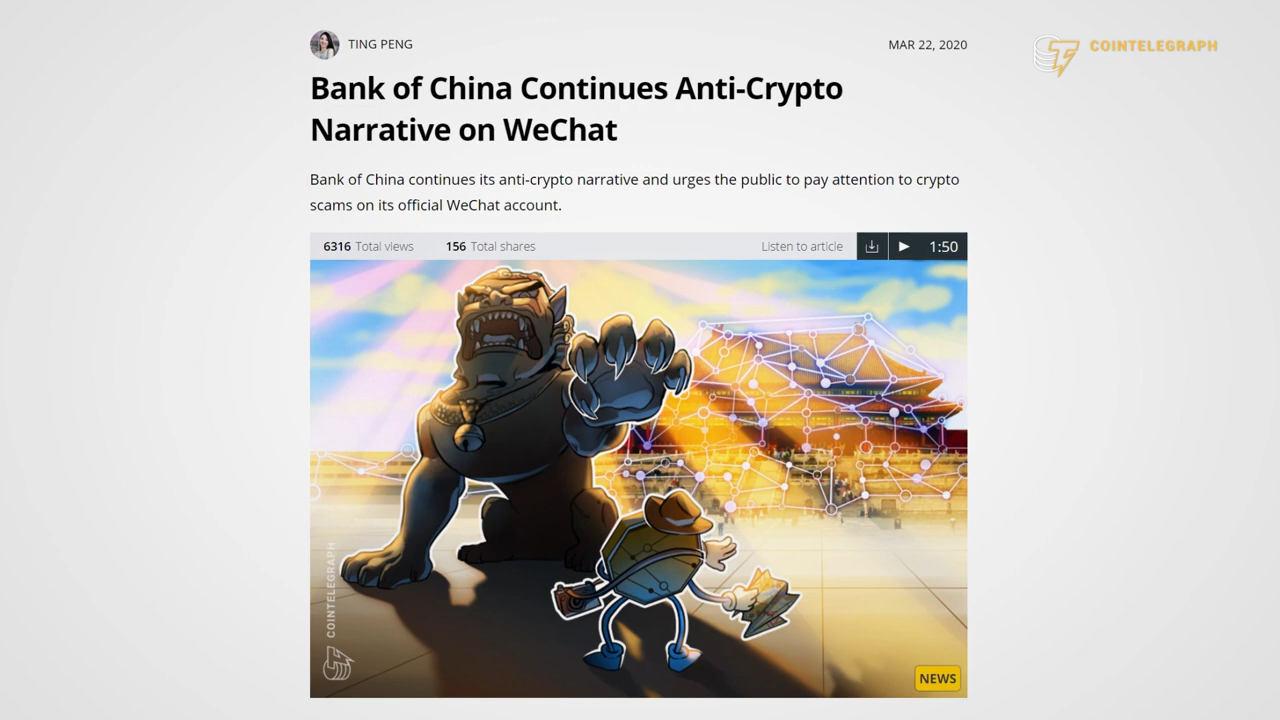 TING PENG
MAR 22, 2020
COINTELEGRAPH
Bank of China Continues Anti-Crypto
Narrative on WeChat
Bank of China continues its anti-crypto narrative and urges the public to pay attention to crypto
scams on its official WeChat account.
6316 Total views
156 Total shares
Listen to article
1:50
COINTELEGRAPH
NEWS